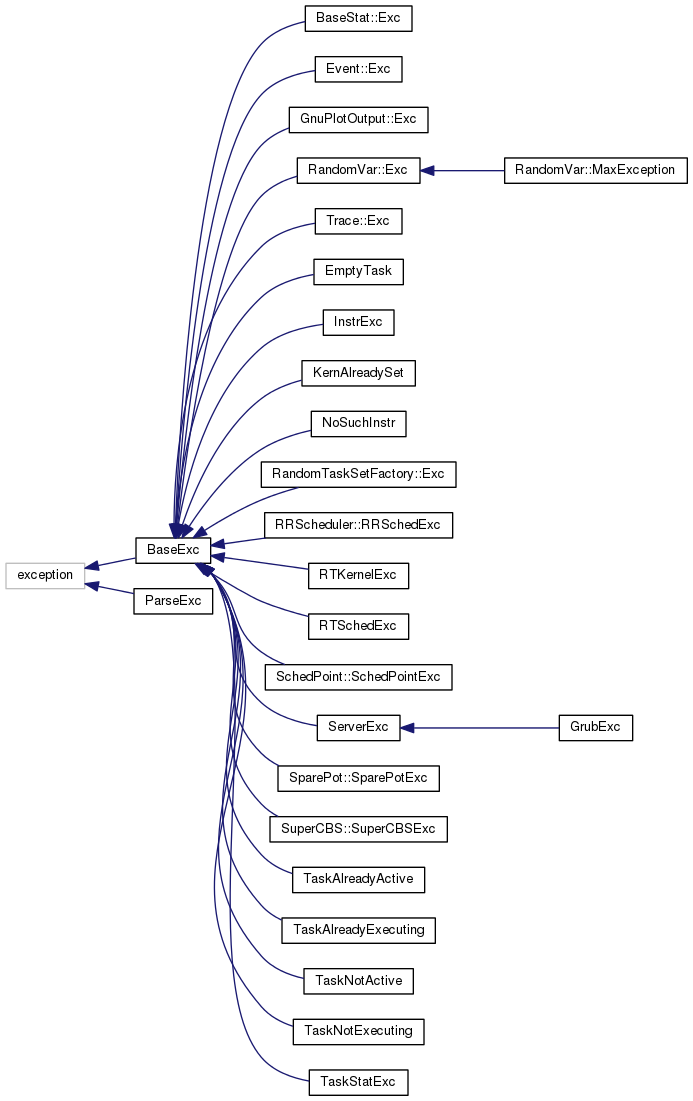 BaseStat::Exc
Event::Exc
GnuPlotOutput::Exc
RandomVar::Exc
RandomVar::MaxException
Trace::Exc
EmptyTask
InstrExc
KernAlreadySet
NoSuchInstr
RandomTaskSetFactory::Exc
RRScheduler::RRSchedExc
BaseExc
exception
RTKernelExc
ParseExc
RTSchedExc
SchedPoint::SchedPointExc
ServerExc
GrubExc
SparePot::SparePotExc
SuperCBS::SuperCBSExc
TaskAlreadyActive
TaskAlreadyExecuting
TaskNotActive
TaskNotExecuting
TaskStatExc